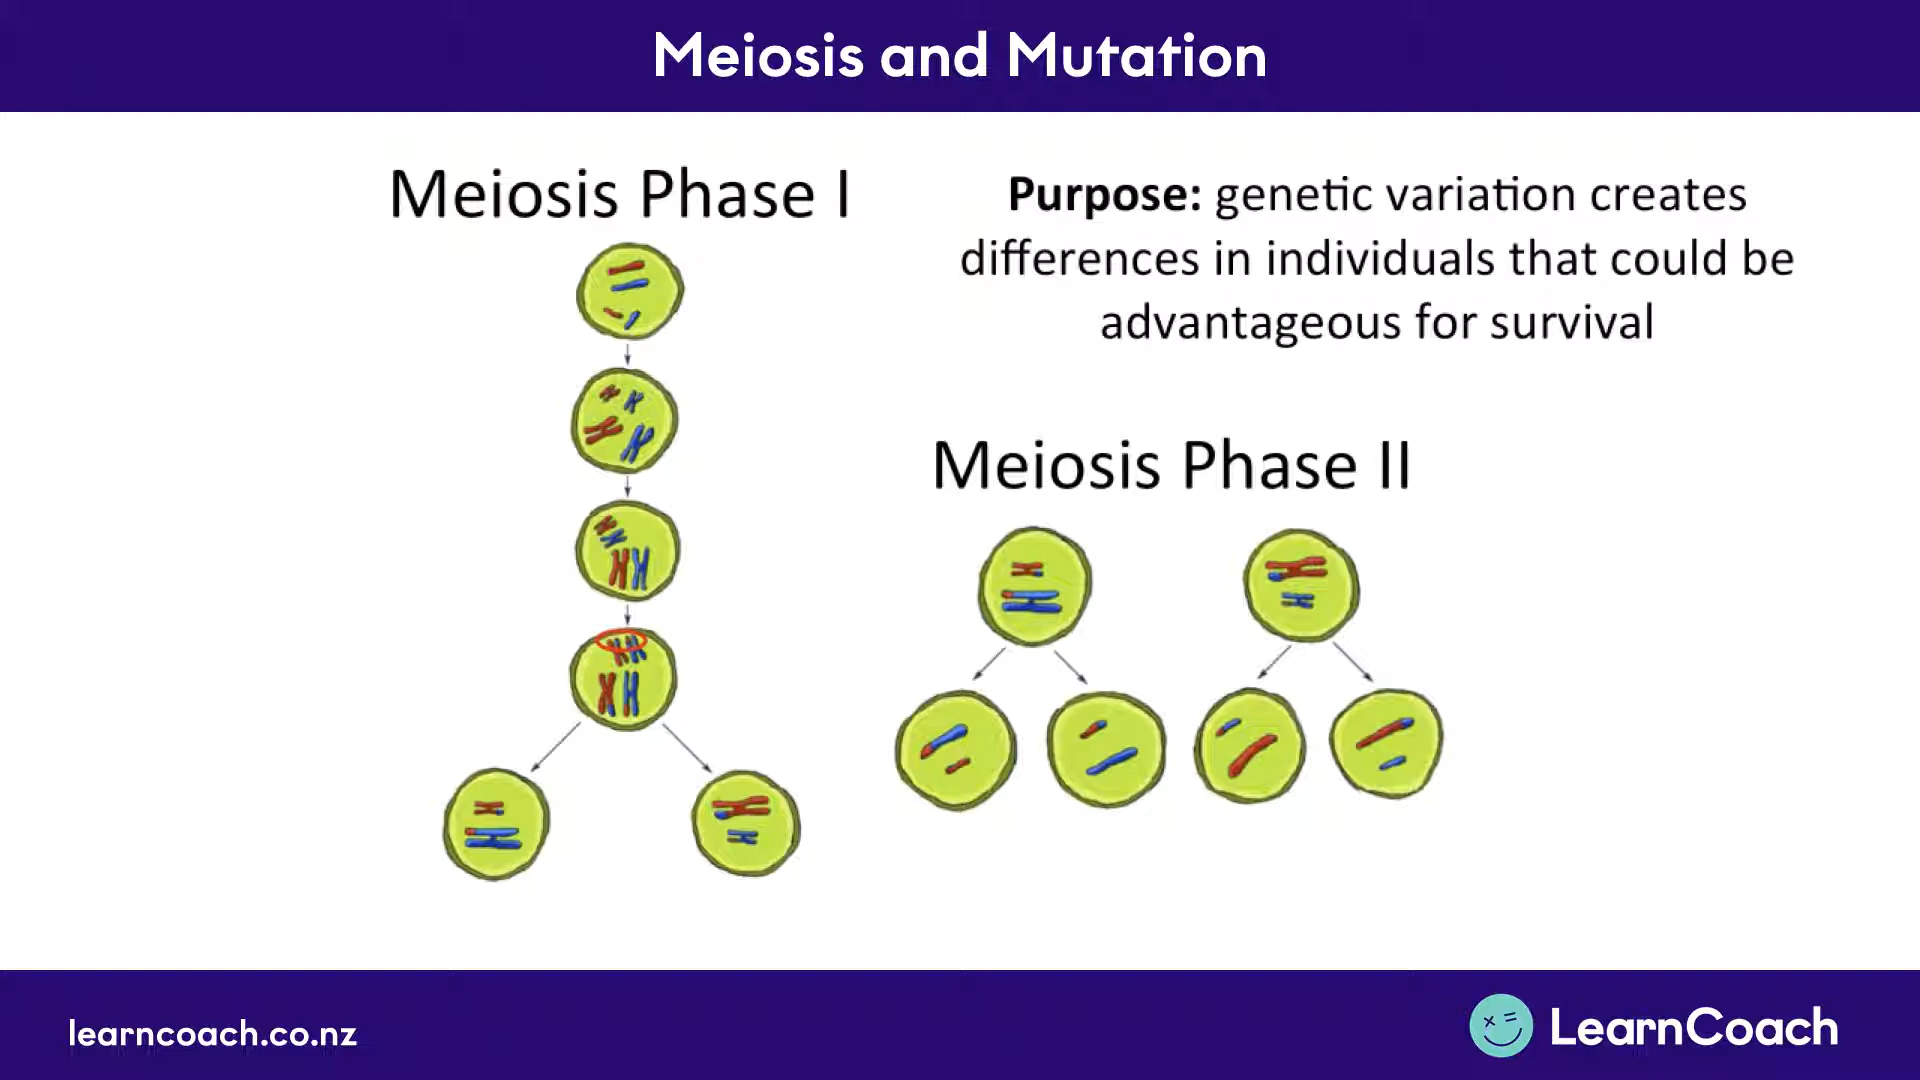 Meiosis and Mutation
Meiosis Phase I
Purpose: genetic variation creates
differences in individuals that could be
advantageous for survival
Meiosis Phase II
learncoach.co.nz
LearnCoach